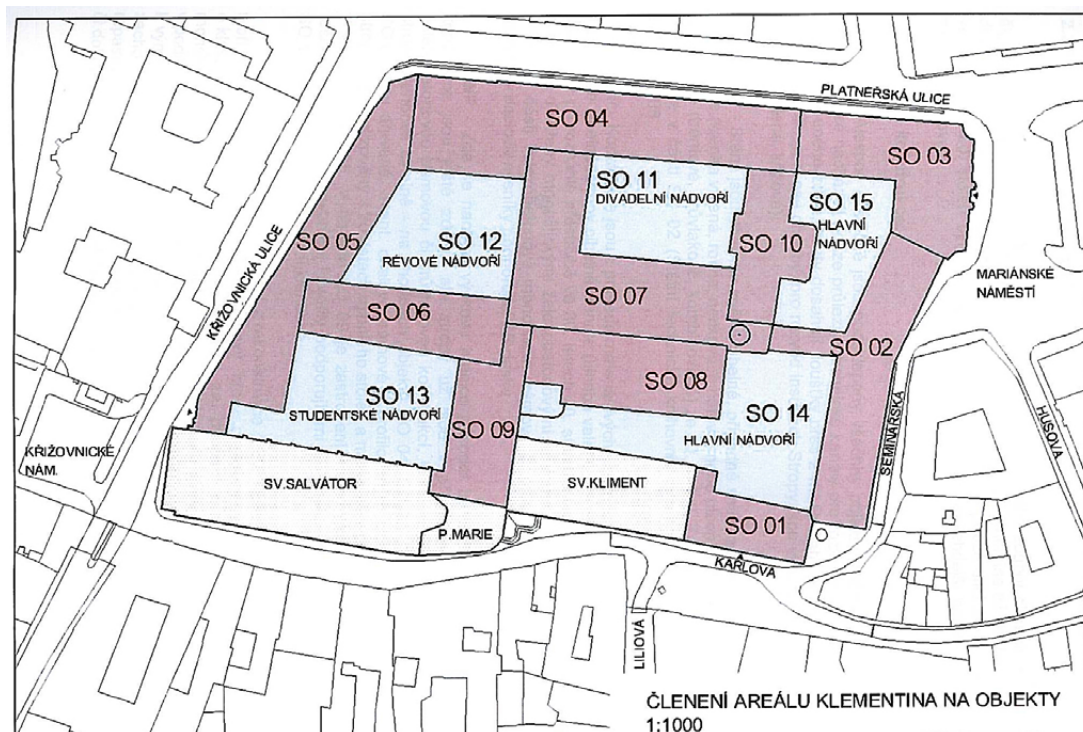 PLATNÉŘSKÁ ULICE
SO 04
SO 03
SO 11
DIVADELNÍ NÁDVOŘÍ
SO 15
HLAVNÍ
NÁDVOŘÍ
SO 05
SO 12
RÉVOVÉ NÁDVOŘÍ
SO 10
MARIÁNSKÉ
NÁMĚSTÍ
KŘIŽOVNICKÁ ULICE
SO 07
SO 06
SO 02
SO 08
SO 13
STUDENTSKÉ NÁDVOŘÍ
SO 09
SO 14
HLAVNÍ NÁDVOŘÍ
HUSOVA
SEMINÁŘSKÁ
KŘIŽOVNICKÉ
NÁM.
SV.SALVÁTOR
SV.KLIMENT
P.MARIE
SO 01
KARLOVA
LILIOVÁ
ČLENENÍ AREÁLU KLEMENTINA NA OBJEKTY
1:1000